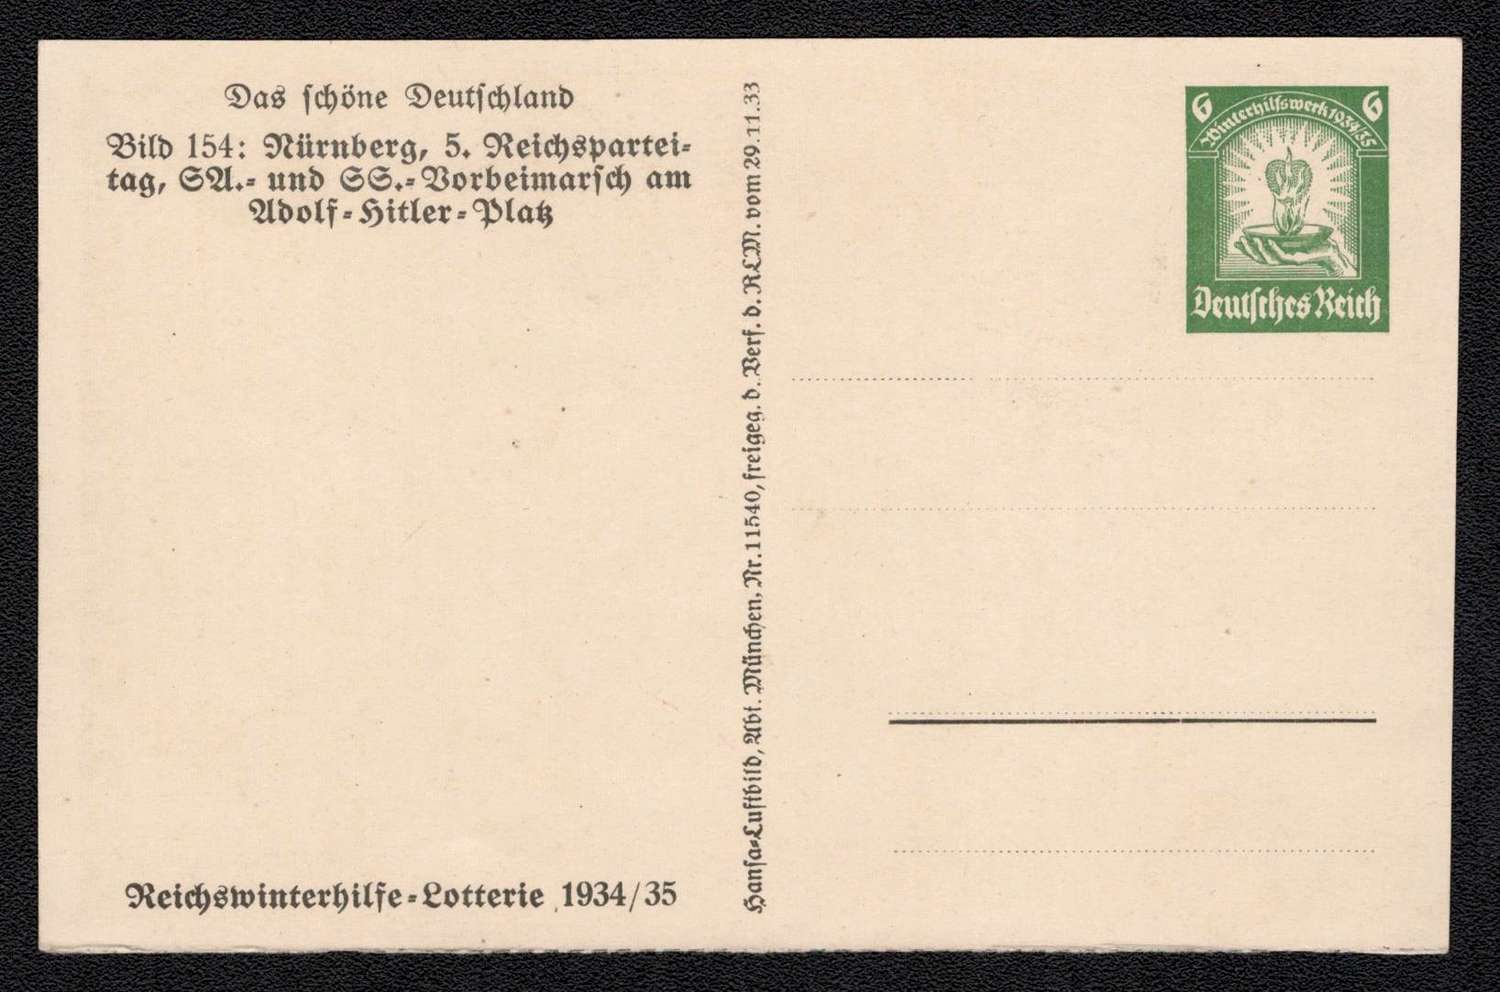 Das schöne Deutschland
Bild 154: Nürnberg, 5. Reichspartei-
tag, SA.- und SS.-Vorbeimarsch am
Adolf-Hitler-Platz
Reichswinterhilfe-Lotterie 1934/35
Hansa-Luftbild, Abt. München, Nr. 11540, freigeg. d. Verf. d. RLM. vom 29.11.33
6 6
Winterhilfswerk 1934/35
Deutsches Reich